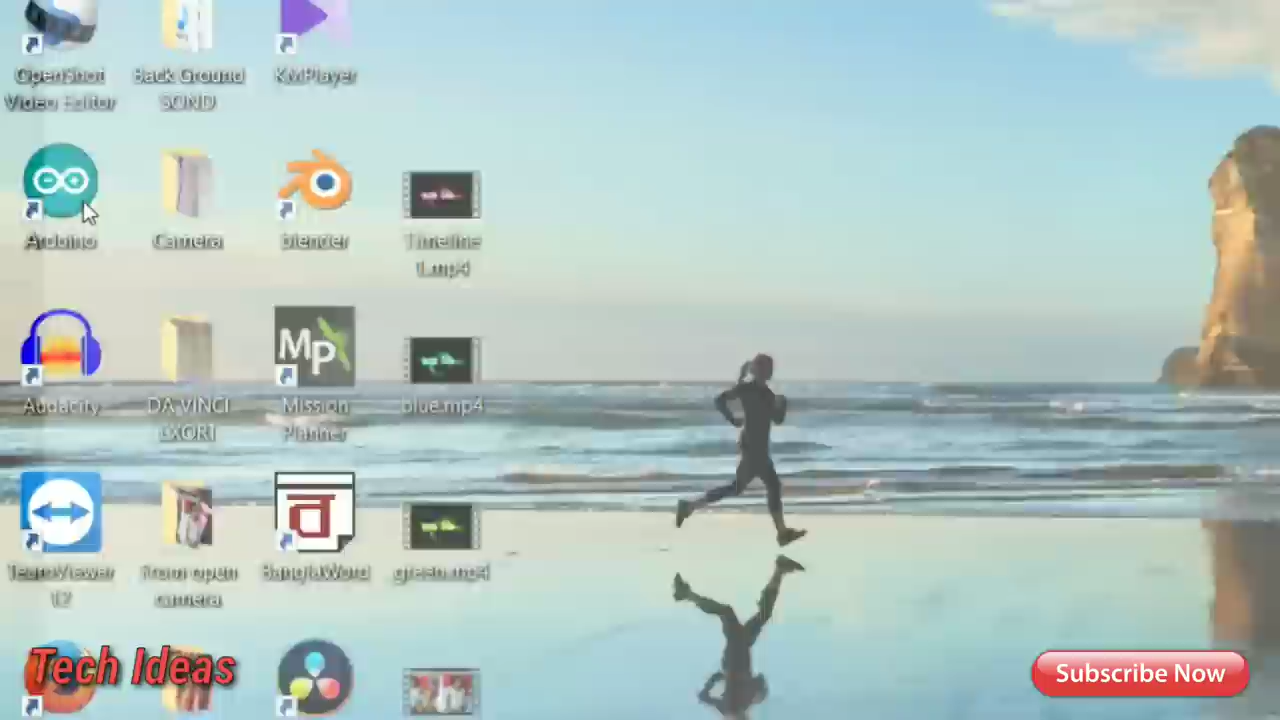 OpenShot
Video Editor
Back Ground
SOND
KMPlayer
Arduino
Camera
blender
Timeline
1.mp4
Audacity
DA VINCI
LXORI
Mp
Mission
Planner
blue.mp4
TeamViewer
12
From open
camera
BanglaWord
green.mp4
Tech Ideas
Subscribe Now